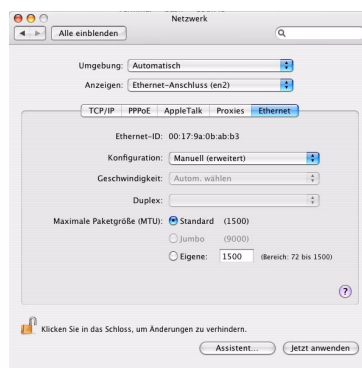 Netzwerk
Alle einblenden
Umgebung: Automatisch
Anzeigen: Ethernet-Anschluss (en2)
TCP/IP PPPoE AppleTalk Proxies Ethernet
Ethernet-ID: 00:17:9a:0b:ab:b3
Konfiguration: Manuell (erweitert)
Geschwindigkeit: Autom. wählen
Duplex:
Maximale Paketgröße (MTU): Standard (1500)
Jumbo (9000)
Eigene: 1500 (Bereich: 72 bis 1500)
?
Klicken Sie in das Schloss, um Änderungen zu verhindern.
Assistent... Jetzt anwenden